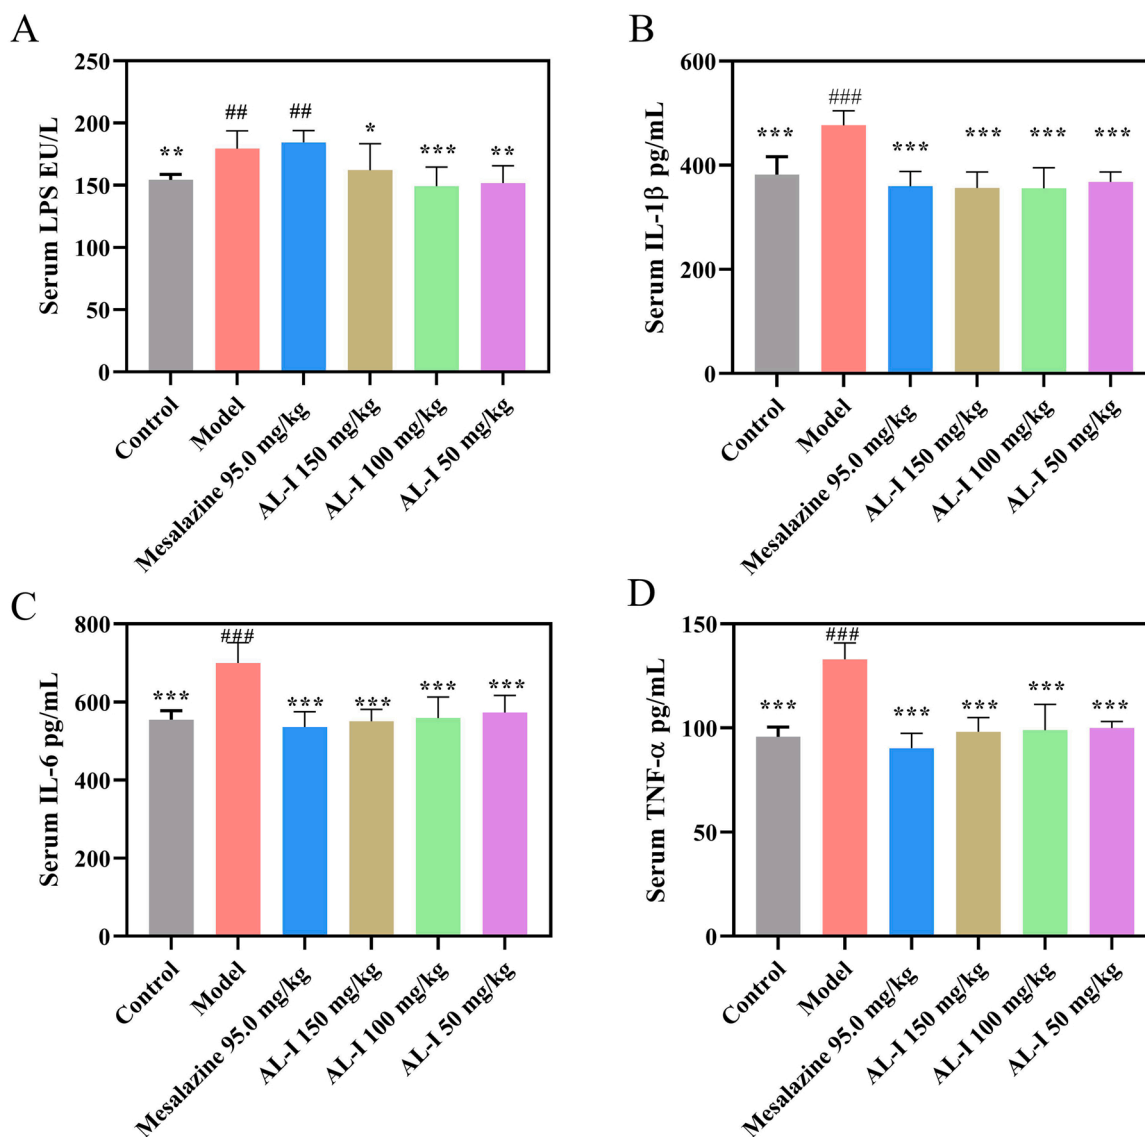 A
Serum LPS EU/L
250
200
150
100
50
0
**
##
##
*
***
**
Control
Model
Mesalazine 95.0 mg/kg
AL-I 150 mg/kg
AL-I 100 mg/kg
AL-I 50 mg/kg
B
Serum IL-1β pg/mL
600
400
200
0
***
###
***
***
***
***
Control
Model
Mesalazine 95.0 mg/kg
AL-I 150 mg/kg
AL-I 100 mg/kg
AL-I 50 mg/kg
C
Serum IL-6 pg/mL
800
600
400
200
0
***
###
***
***
***
***
Control
Model
Mesalazine 95.0 mg/kg
AL-I 150 mg/kg
AL-I 100 mg/kg
AL-I 50 mg/kg
D
Serum TNF-α pg/mL
150
100
50
0
***
###
***
***
***
***
Control
Model
Mesalazine 95.0 mg/kg
AL-I 150 mg/kg
AL-I 100 mg/kg
AL-I 50 mg/kg